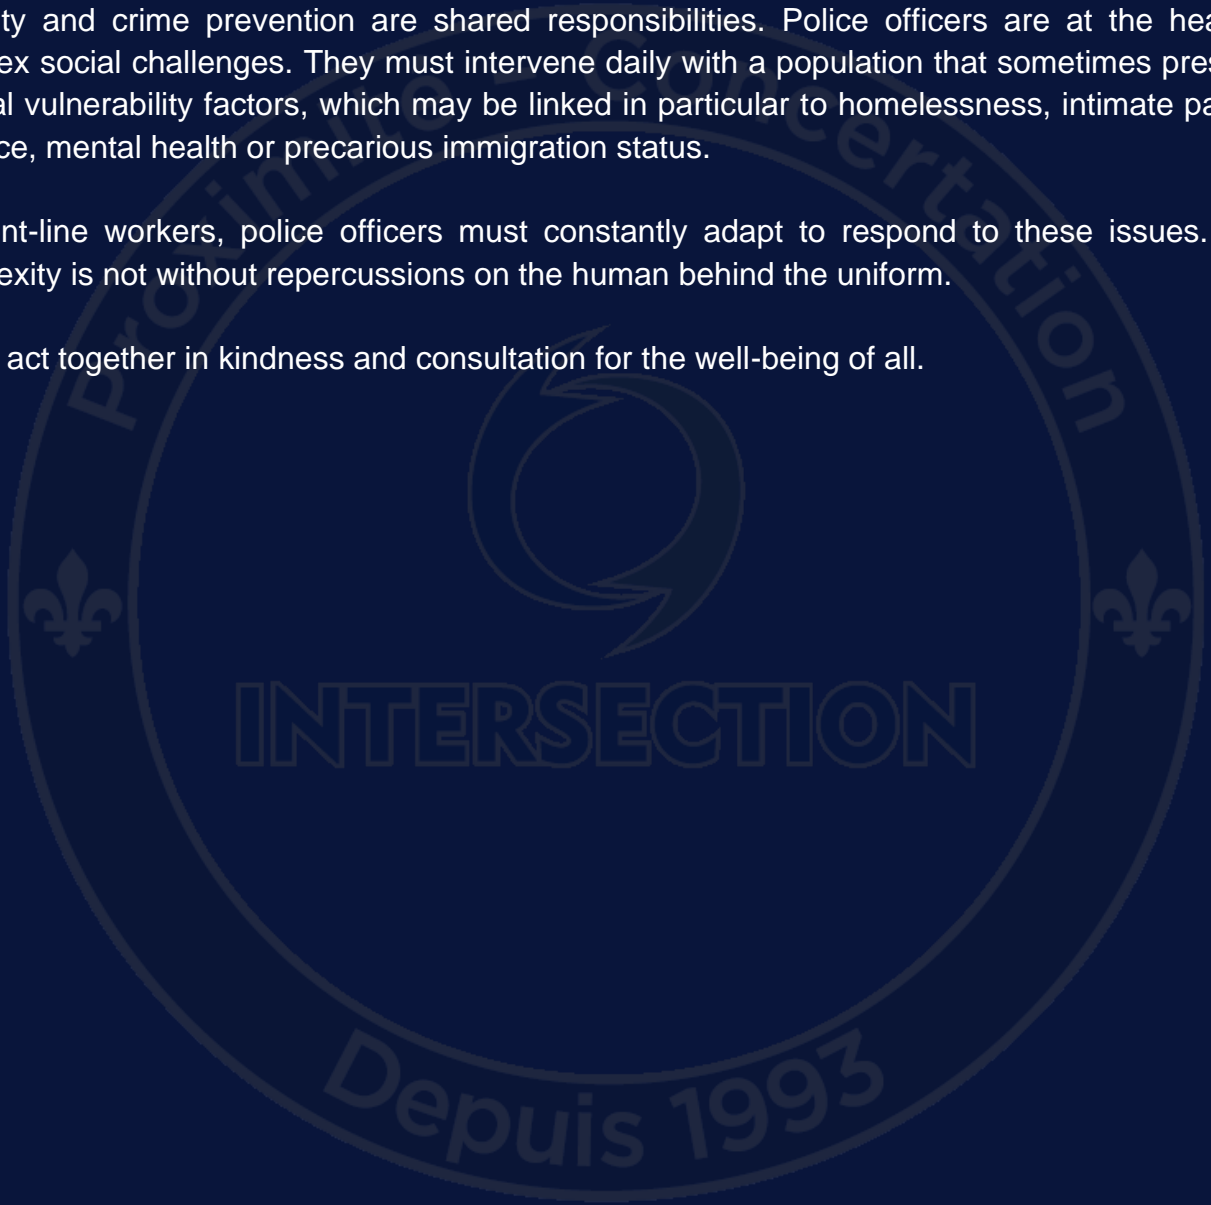 ty and crime prevention are shared responsibilities. Police officers are at the hea
ex social challenges. They must intervene daily with a population that sometimes pres
al vulnerability factors, which may be linked in particular to homelessness, intimate pa
ce, mental health or precarious immigration status.
nt-line workers, police officers must constantly adapt to respond to these issues.
exity is not without repercussions on the human behind the uniform.
act together in kindness and consultation for the well-being of all.
Proximité - Concertation
INTERSECTION
Depuis 1993